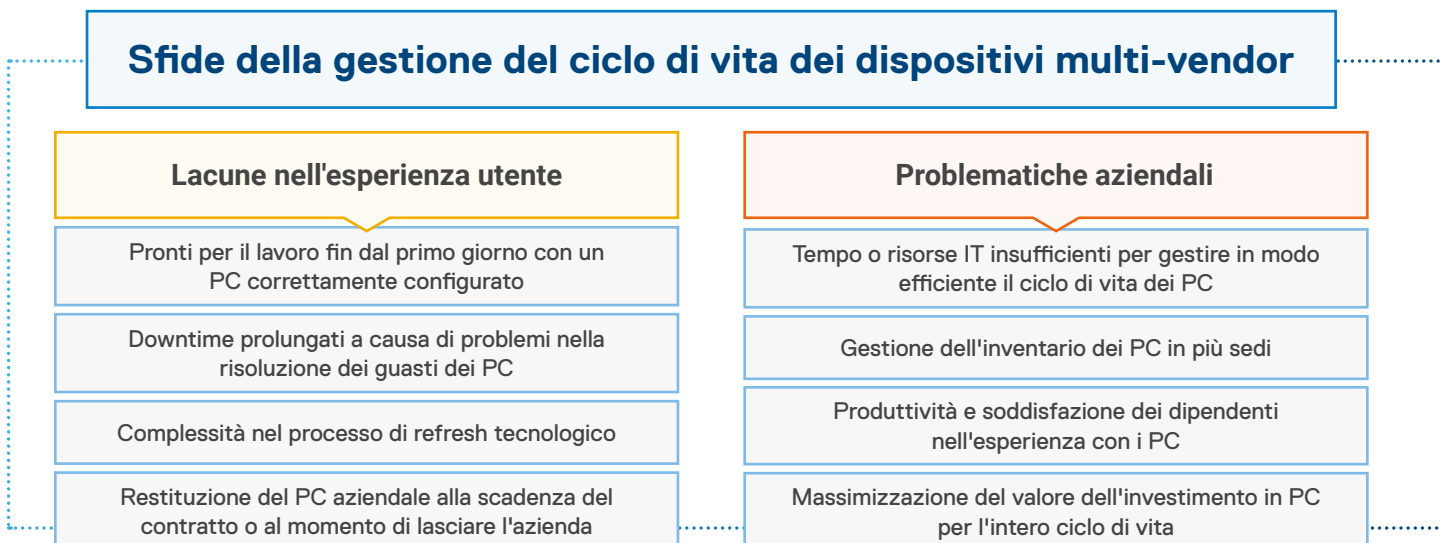 Sfide della gestione del ciclo di vita dei dispositivi multi-vendor
Lacune nell'esperienza utente
Pronti per il lavoro fin dal primo giorno con un
PC correttamente configurato
Downtime prolungati a causa di problemi nella
risoluzione dei guasti dei PC
Complessità nel processo di refresh tecnologico
Restituzione del PC aziendale alla scadenza del
contratto o al momento di lasciare l'azienda
Problematiche aziendali
Tempo o risorse IT insufficienti per gestire in modo
efficiente il ciclo di vita dei PC
Gestione dell'inventario dei PC in più sedi
Produttività e soddisfazione dei dipendenti
nell'esperienza con i PC
Massimizzazione del valore dell'investimento in PC
per l'intero ciclo di vita